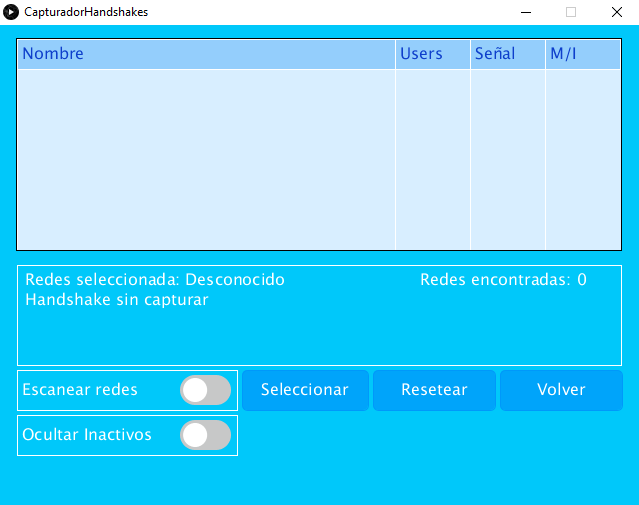 CapturadorHandshakes
Nombre Users Señal M/I
Redes seleccionada: Desconocido Redes encontradas: 0
Handshake sin capturar
Escanear redes Seleccionar Resetear Volver
Ocultar Inactivos